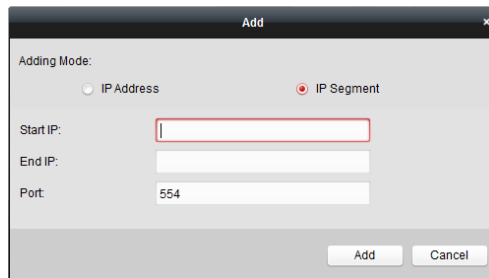 Add
Adding Mode:
IP Address IP Segment
Start IP:
End IP:
Port: 554
Add Cancel